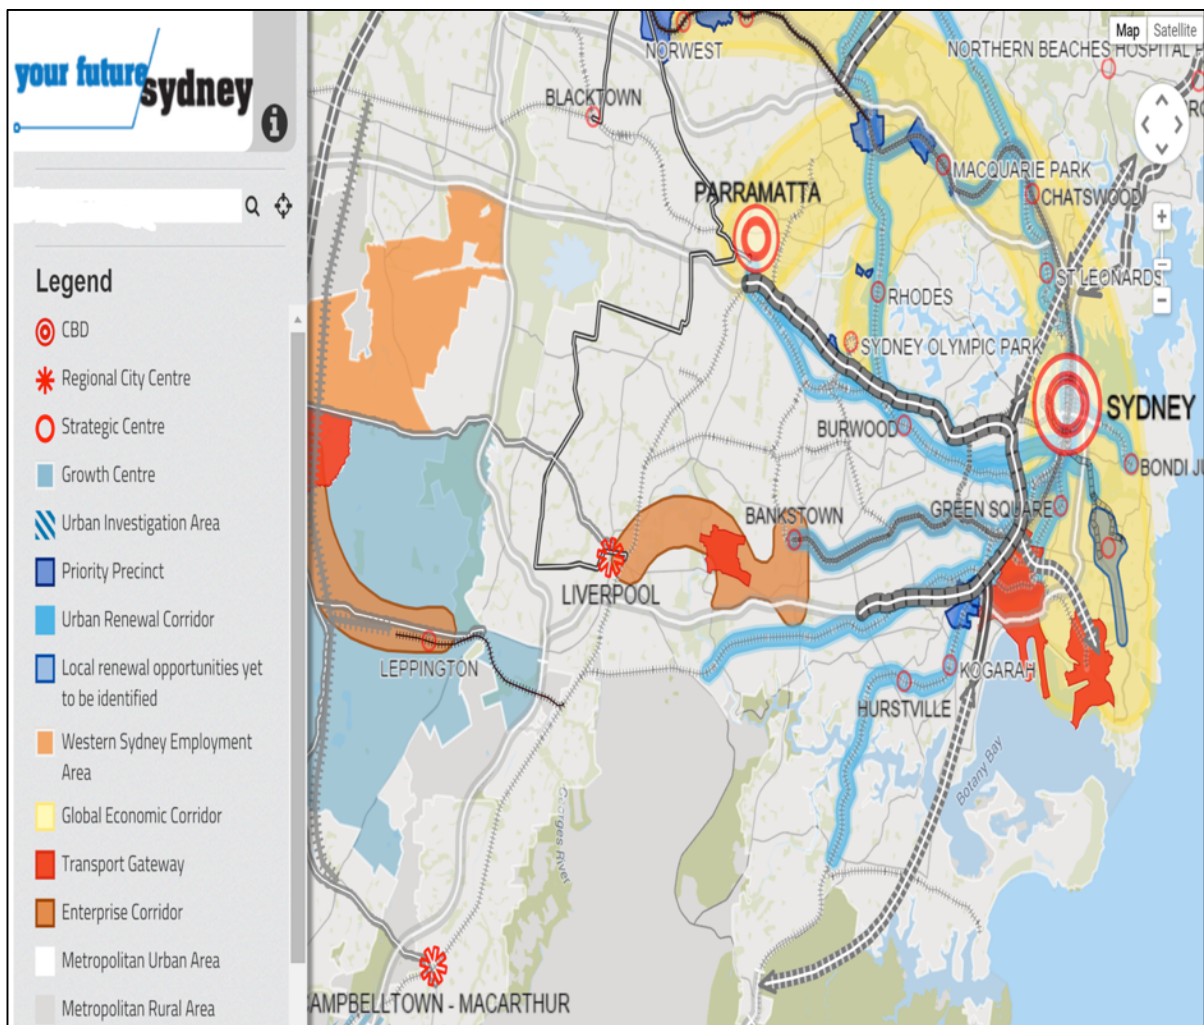 your future
sydney
i
Legend
CBD
Regional City Centre
Strategic Centre
Growth Centre
Urban Investigation Area
Priority Precinct
Urban Renewal Corridor
Local renewal opportunities yet
to be identified
Western Sydney Employment
Area
Global Economic Corridor
Transport Gateway
Enterprise Corridor
Metropolitan Urban Area
Metropolitan Rural Area
Map
Satellite
NORWEST
NORTHERN BEACHES HOSPITAL
BLACKTOWN
MACQUARIE PARK
PARRAMATTA
CHATSWOOD
ST LEONARDS
RHODES
SYDNEY OLYMPIC PARK
SYDNEY
BURWOOD
BONDI JU
GREEN SQUARE
BANKSTOWN
LIVERPOOL
LEPPINGTON
KOGARAH
HURSTVILLE
Botany Bay
Georges River
CAMPBELLTOWN - MACARTHUR